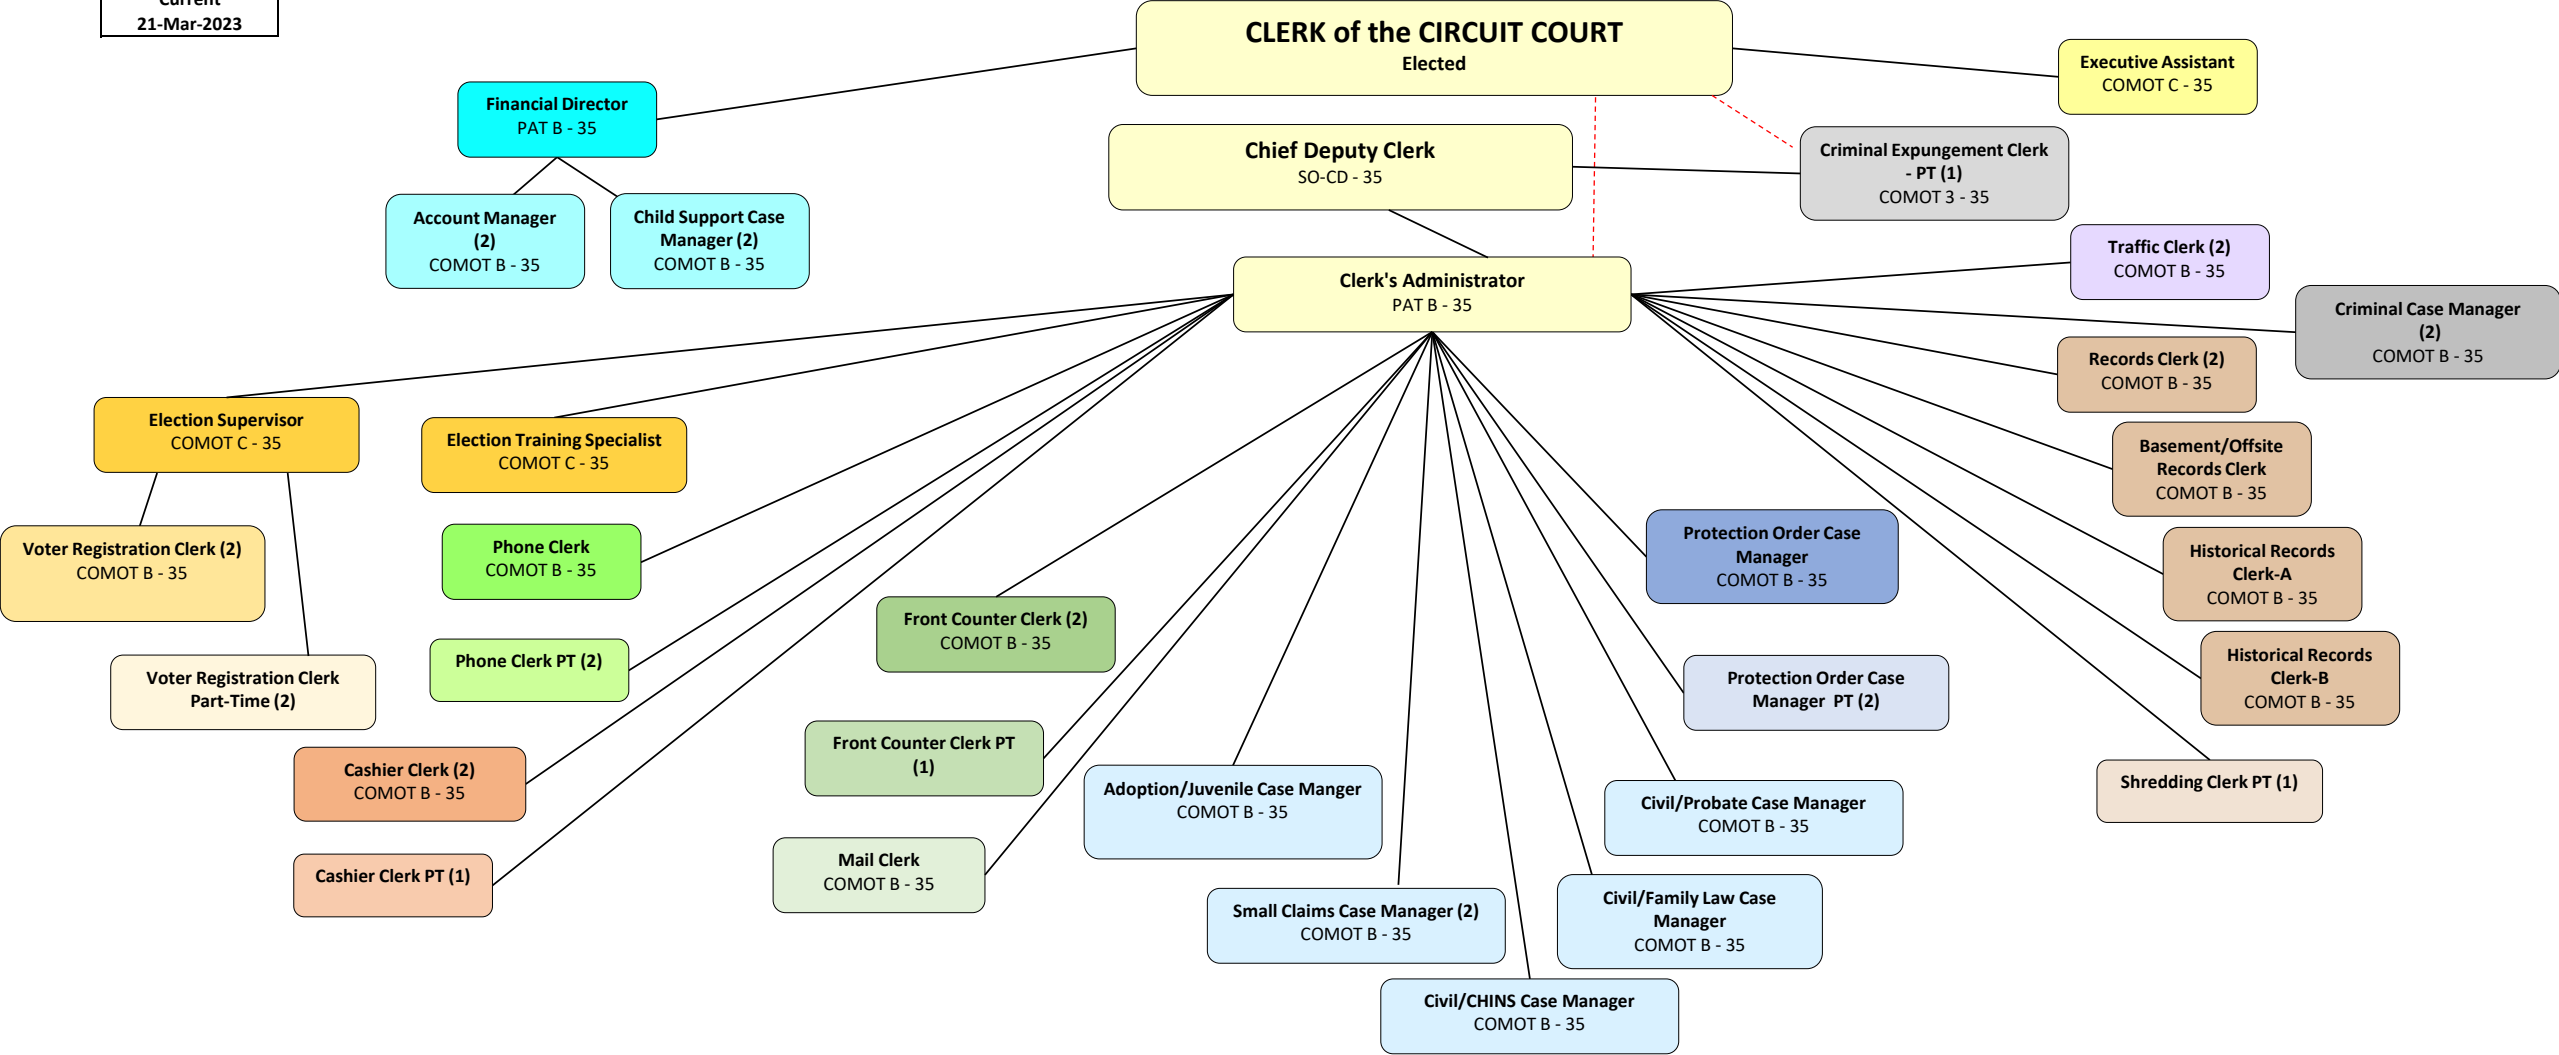 Current
21-Mar-2023
CLERK of the CIRCUIT COURT
Elected
Executive Assistant
COMOT C - 35
Financial Director
PAT B - 35
Chief Deputy Clerk
SO-CD - 35
Criminal Expungement Clerk
- PT (1)
COMOT 3 - 35
Account Manager
(2)
COMOT B - 35
Child Support Case
Manager (2)
COMOT B - 35
Traffic Clerk (2)
COMOT B - 35
Clerk's Administrator
PAT B - 35
Criminal Case Manager
(2)
COMOT B - 35
Records Clerk (2)
COMOT B - 35
Election Supervisor
COMOT C - 35
Election Training Specialist
COMOT C - 35
Basement/Offsite
Records Clerk
COMOT B - 35
Voter Registration Clerk (2)
COMOT B - 35
Phone Clerk
COMOT B - 35
Protection Order Case
Manager
COMOT B - 35
Historical Records
Clerk-A
COMOT B - 35
Front Counter Clerk (2)
COMOT B - 35
Voter Registration Clerk
Part-Time (2)
Phone Clerk PT (2)
Protection Order Case
Manager  PT (2)
Historical Records
Clerk-B
COMOT B - 35
Front Counter Clerk PT
(1)
Cashier Clerk (2)
COMOT B - 35
Adoption/Juvenile Case Manger
COMOT B - 35
Civil/Probate Case Manager
COMOT B - 35
Shredding Clerk PT (1)
Cashier Clerk PT (1)
Mail Clerk
COMOT B - 35
Small Claims Case Manager (2)
COMOT B - 35
Civil/Family Law Case
Manager
COMOT B - 35
Civil/CHINS Case Manager
COMOT B - 35